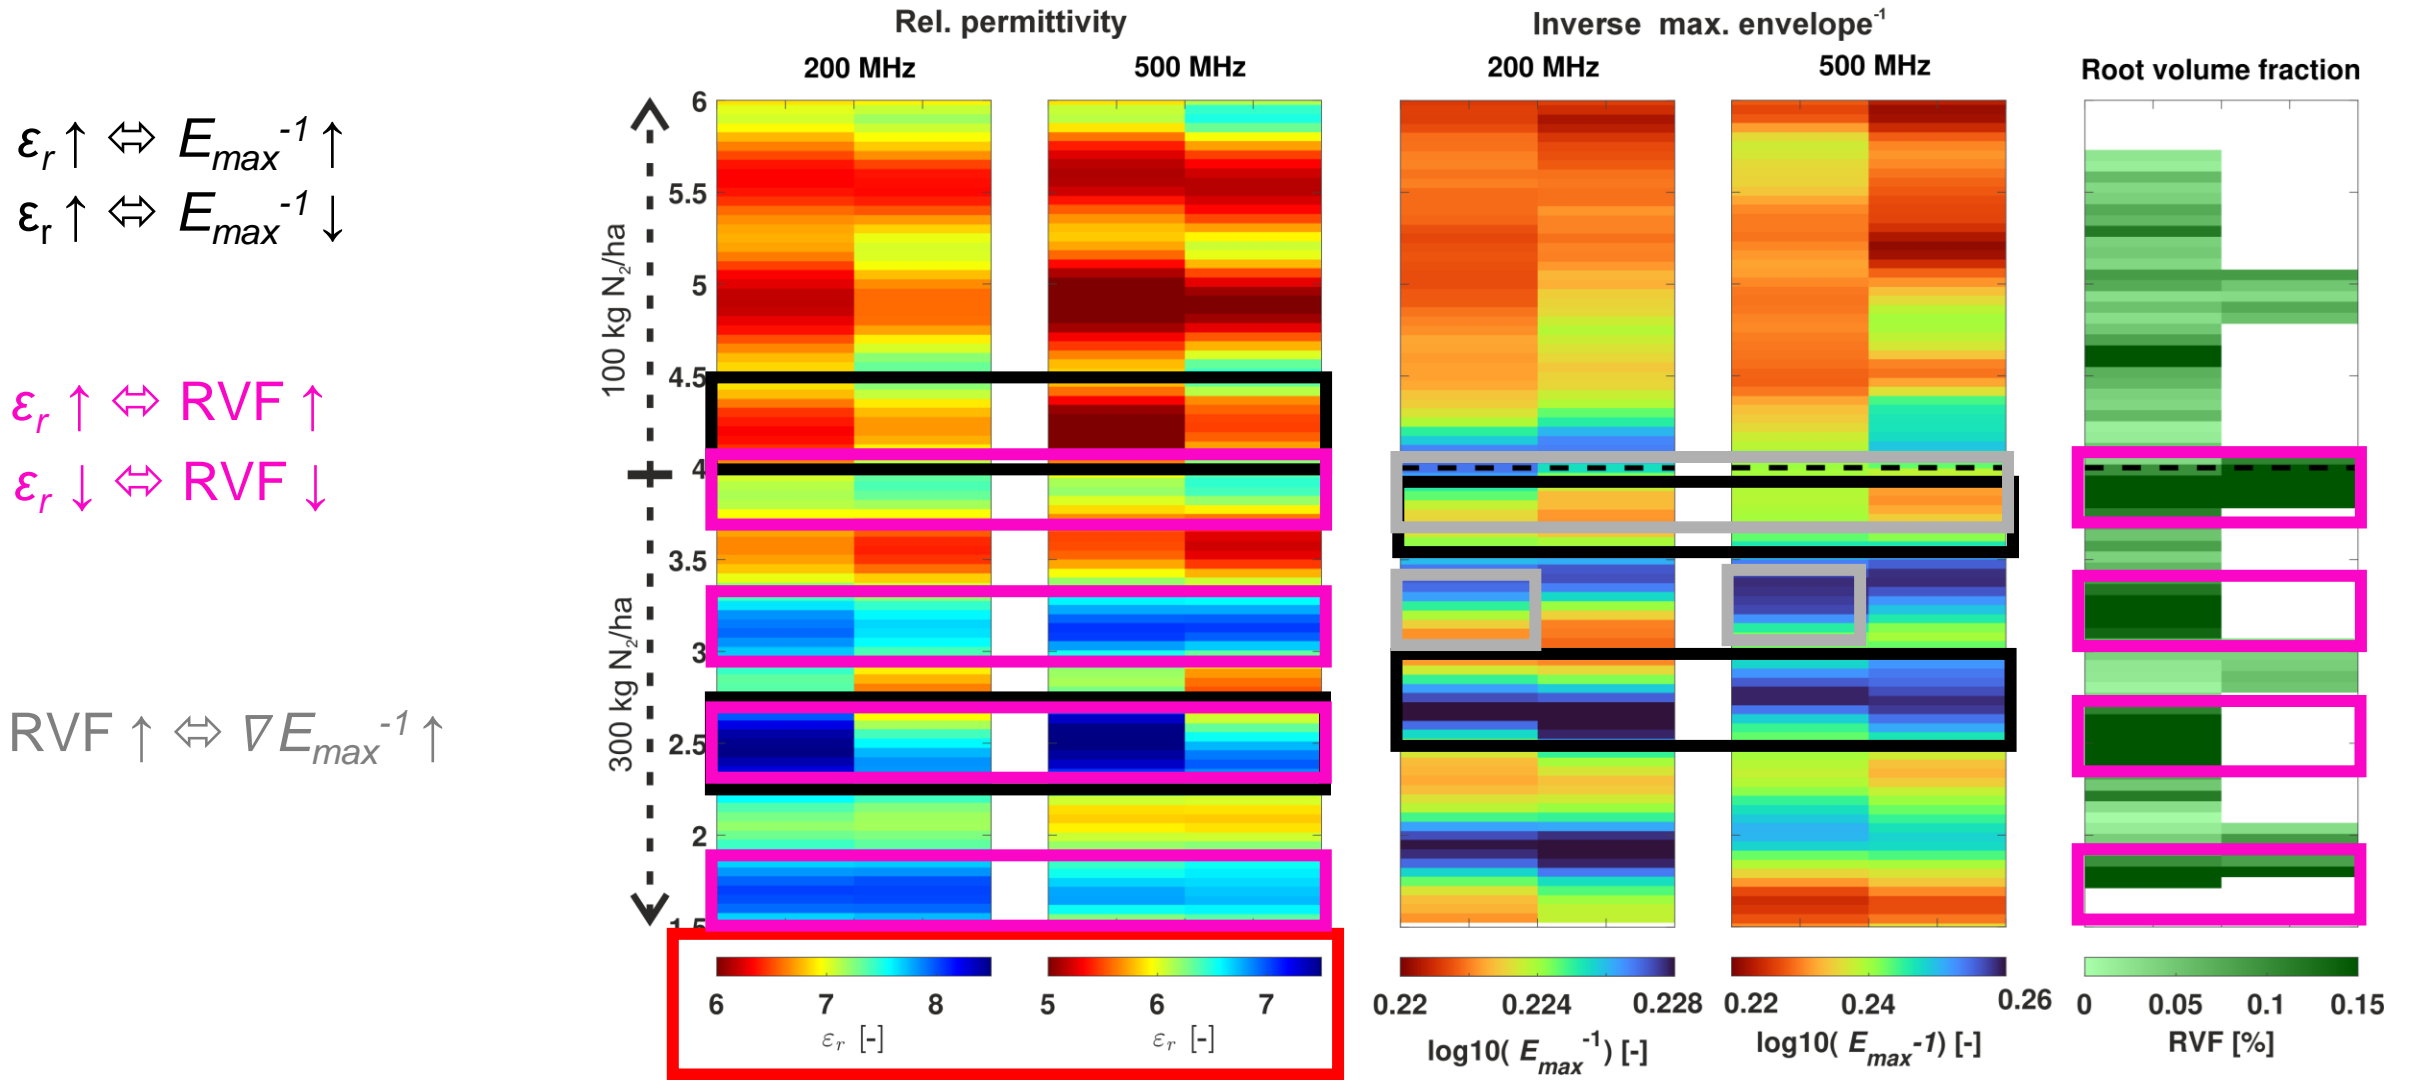 Rel. permittivity
Inverse max. envelope⁻¹
200 MHz
500 MHz
200 MHz
500 MHz
Root volume fraction
εr ↑ ⬄ Emax⁻¹ ↑
εr ↑ ⬄ Emax⁻¹ ↓
εr ↑ ⬄ RVF ↑
εr ↓ ⬄ RVF ↓
RVF ↑ ⬄ ∇Emax⁻¹ ↑
100 kg N₂/ha
300 kg N₂/ha
6
5.5
5
4.5
4
3.5
3
2.5
2
1.5
6 7 8
εr [-]
5 6 7
εr [-]
0.22 0.224 0.228
log10( Emax⁻¹) [-]
0.22 0.24 0.26
log10( Emax-1) [-]
0 0.05 0.1 0.15
RVF [%]